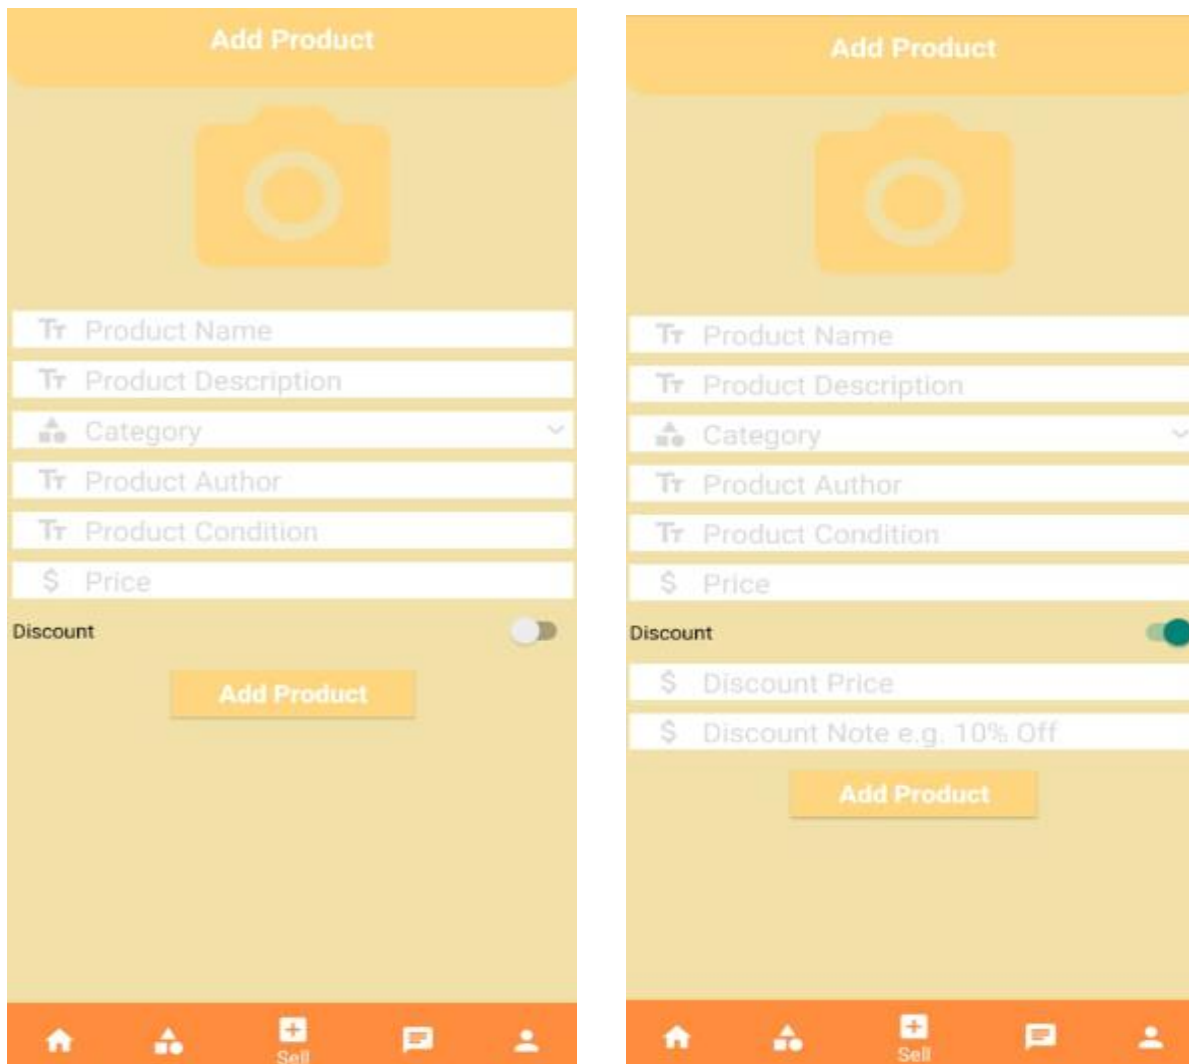 Add Product
Product Name
Product Description
Category
Product Author
Product Condition
$ Price
Discount
Add Product
Sell
Add Product
Product Name
Product Description
Category
Product Author
Product Condition
$ Price
Discount
$ Discount Price
$ Discount Note e.g. 10% Off
Add Product
Sell